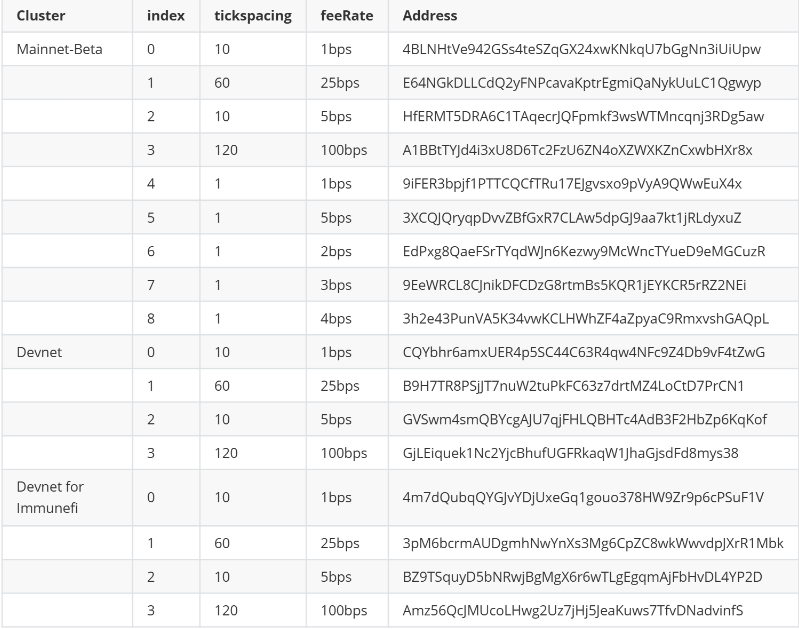 Cluster index tickspacing feeRate Address
Mainnet-Beta 0 10 1bps 4BLNHtVe942GSs4teSZqGX24xwKNkqU7bGgNn3iUiUpw
1 60 25bps E64NGkDLLCdQ2yFNPcavaKptrEgmiQaNykUuLC1Qgwyp
2 10 5bps HfERMT5DRA6C1TAqecrJQFpmkf3wsWTMncqnj3RDg5aw
3 120 100bps A1BBtTYJd4i3xU8D6Tc2FzU6ZN4oXZWXKZnCxwbHXr8x
4 1 1bps 9iFER3bpjf1PTTCQCfTRu17EJgvsxo9pVyA9QWwEuX4x
5 1 5bps 3XCQJQryqpDvvZBfGxR7CLAw5dpGJ9aa7kt1jRLdyxuZ
6 1 2bps EdPxg8QaeFSrTYqdWJn6Kezwy9McWncTYueD9eMGCuzR
7 1 3bps 9EeWRCL8CJnikDFCDzG8rtmBs5KQR1jEYKCR5rRZ2NEi
8 1 4bps 3h2e43PunVA5K34vwKCLHWhZF4aZpyaC9RmxvshGAQpL
Devnet 0 10 1bps CQYbhr6amxUER4p5SC44C63R4qw4NFc9Z4Db9vF4tZwG
1 60 25bps B9H7TR8PSjJT7nuW2tuPkFC63z7drtMZ4LoCtD7PrCN1
2 10 5bps GVSwm4smQBYcgAJU7qjFHLQBHTc4AdB3F2HbZp6KqKof
3 120 100bps GjLEiquek1Nc2YjcBhufUGFRkaqW1JhaGjsdFd8mys38
Devnet for
Immunefi 0 10 1bps 4m7dQubqQYGJvYDjUxeGq1gouo378HW9Zr9p6cPSuF1V
1 60 25bps 3pM6bcrmAUDgmhNwYnXs3Mg6CpZC8wkWwvdpJXrR1Mbk
2 10 5bps BZ9TSquyD5bNRwjBgMgX6r6wTLgEgqmAjFbHvDL4YP2D
3 120 100bps Amz56QcJMUcoLHwg2Uz7jHj5JeaKuws7TfvDNadvinfS